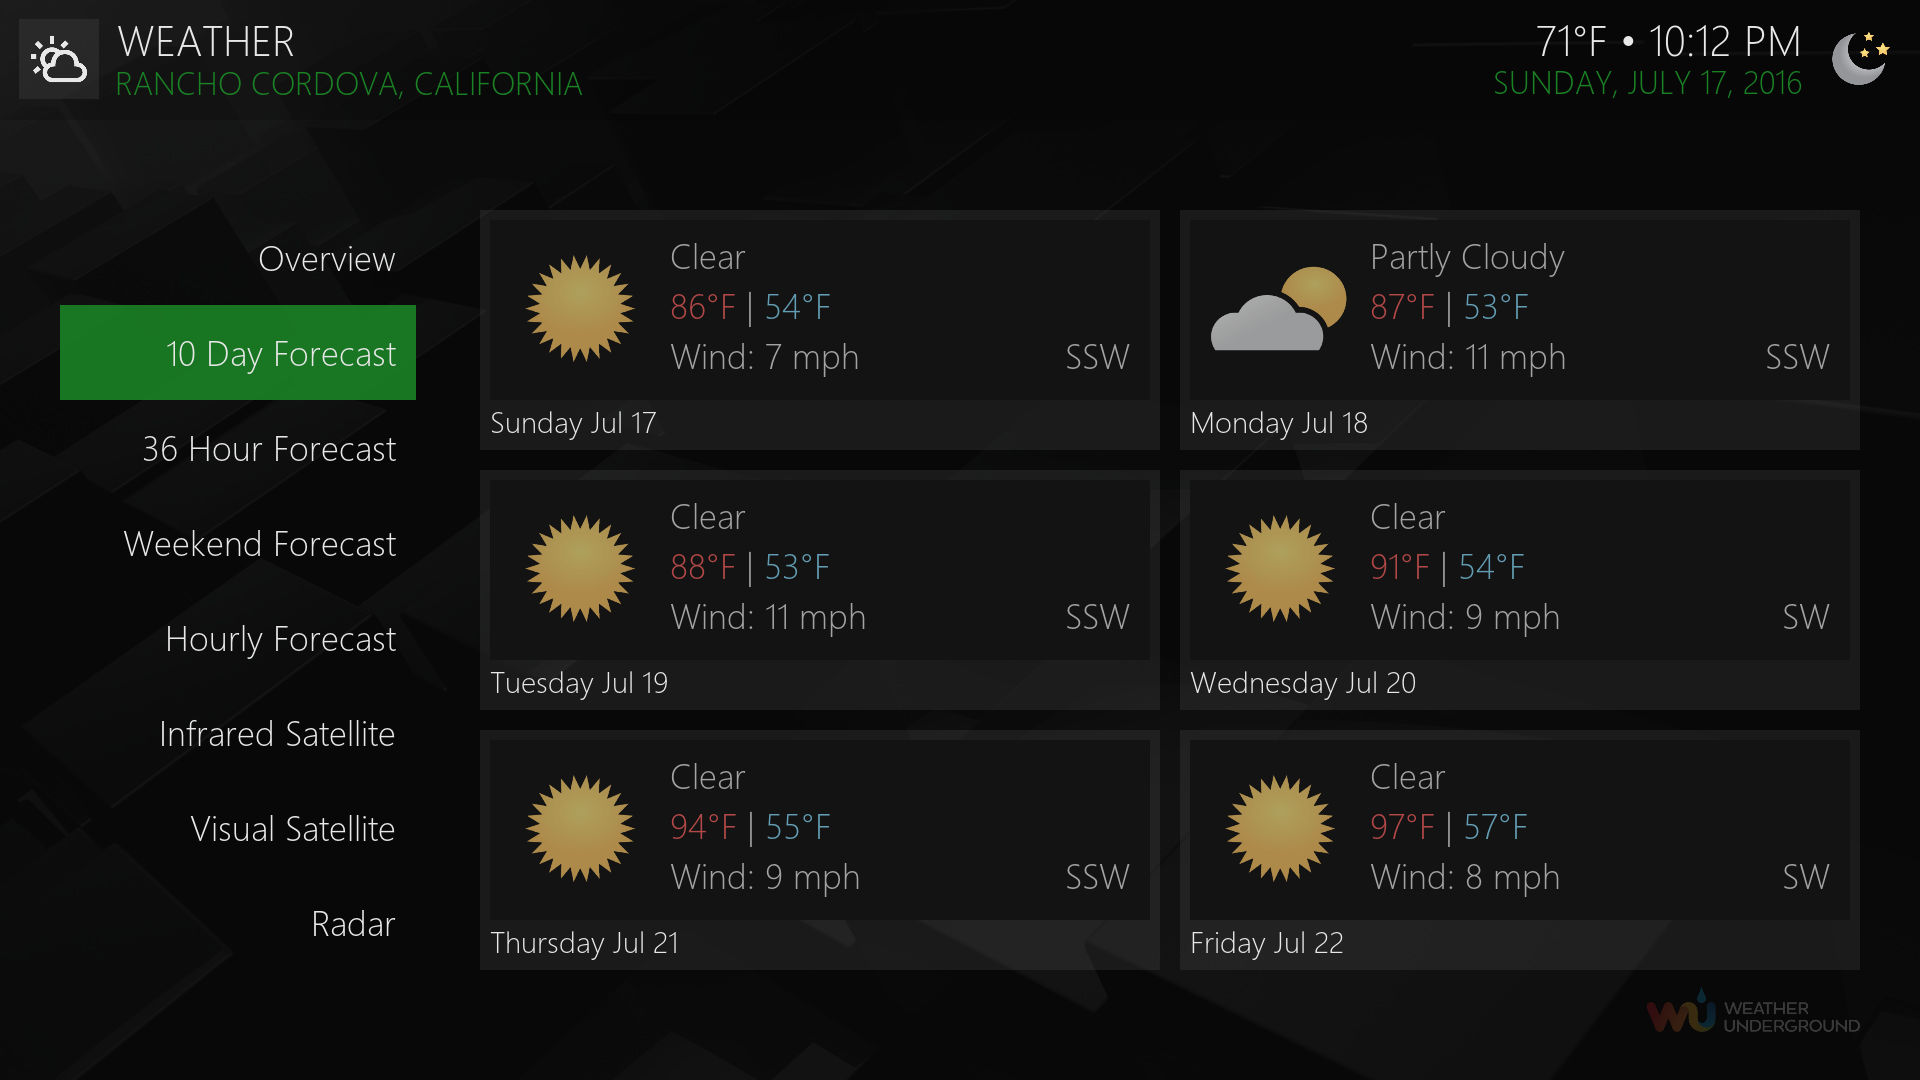 WEATHER
RANCHO CORDOVA, CALIFORNIA
71°F • 10:12 PM
SUNDAY, JULY 17, 2016
Overview
10 Day Forecast
36 Hour Forecast
Weekend Forecast
Hourly Forecast
Infrared Satellite
Visual Satellite
Radar
Clear
86°F | 54°F
Wind: 7 mph SSW
Sunday Jul 17
Partly Cloudy
87°F | 53°F
Wind: 11 mph SSW
Monday Jul 18
Clear
88°F | 53°F
Wind: 11 mph SSW
Tuesday Jul 19
Clear
91°F | 54°F
Wind: 9 mph SW
Wednesday Jul 20
Clear
94°F | 55°F
Wind: 9 mph SSW
Thursday Jul 21
Clear
97°F | 57°F
Wind: 8 mph SW
Friday Jul 22
WU WEATHER
UNDERGROUND